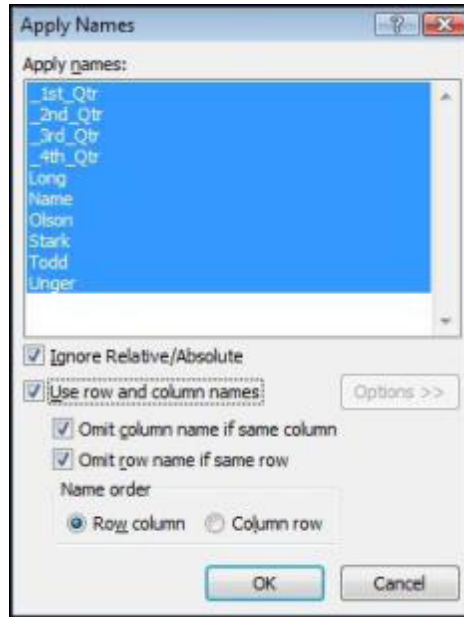 Apply Names
Apply names:
_1st_Qtr
_2nd_Qtr
_3rd_Qtr
_4th_Qtr
Long
Name
Olson
Stark
Todd
Unger
Ignore Relative/Absolute
Use row and column names
Options >>
Omit column name if same column
Omit row name if same row
Name order
Row column
Column row
OK
Cancel